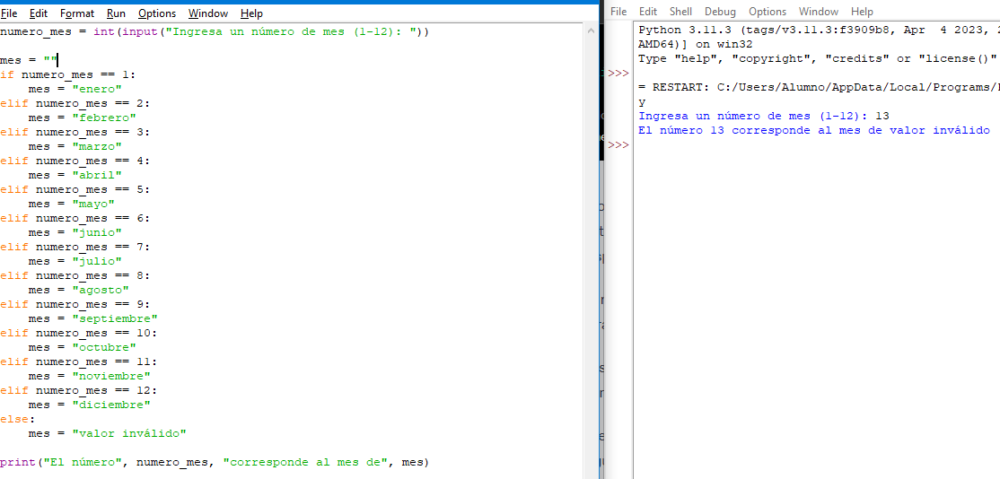 File Edit Format Run Options Window Help
numero_mes = int(input("Ingresa un número de mes (1-12): "))
mes = ""
if numero_mes == 1:
    mes = "enero"
elif numero_mes == 2:
    mes = "febrero"
elif numero_mes == 3:
    mes = "marzo"
elif numero_mes == 4:
    mes = "abril"
elif numero_mes == 5:
    mes = "mayo"
elif numero_mes == 6:
    mes = "junio"
elif numero_mes == 7:
    mes = "julio"
elif numero_mes == 8:
    mes = "agosto"
elif numero_mes == 9:
    mes = "septiembre"
elif numero_mes == 10:
    mes = "octubre"
elif numero_mes == 11:
    mes = "noviembre"
elif numero_mes == 12:
    mes = "diciembre"
else:
    mes = "valor inválido"
print("El número", numero_mes, "corresponde al mes de", mes)
File Edit Shell Debug Options Window Help
Python 3.11.3 (tags/v3.11.3:f3909b8, Apr  4 2023,
AMD64)] on win32
Type "help", "copyright", "credits" or "license()"
>>>
= RESTART: C:/Users/Alumno/AppData/Local/Programs/
y
Ingresa un número de mes (1-12): 13
El número 13 corresponde al mes de valor inválido
>>>